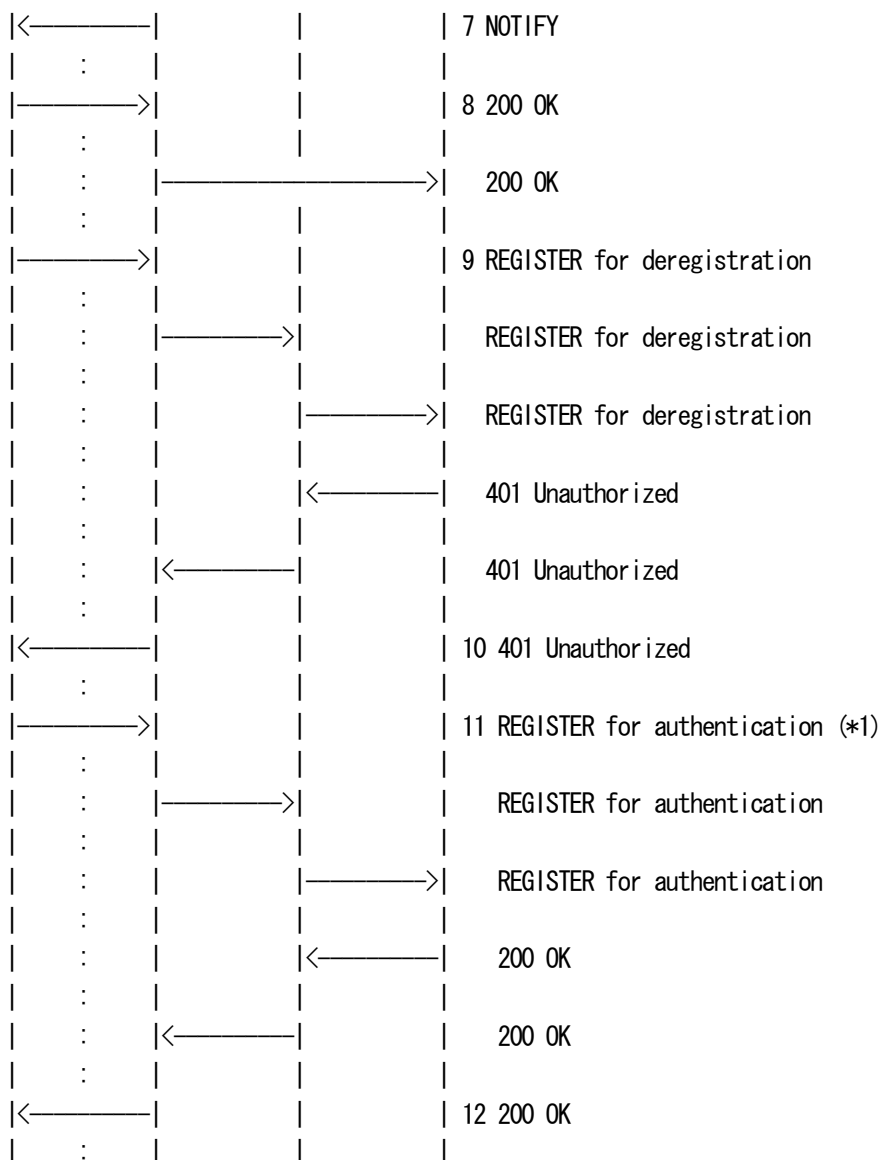 7 NOTIFY
:
8 200 OK
:
: 200 OK
:
9 REGISTER for deregistration
:
: REGISTER for deregistration
:
: REGISTER for deregistration
:
: 401 Unauthorized
:
: 401 Unauthorized
:
10 401 Unauthorized
:
11 REGISTER for authentication (*1)
:
: REGISTER for authentication
:
: REGISTER for authentication
:
: 200 OK
:
: 200 OK
:
12 200 OK
: